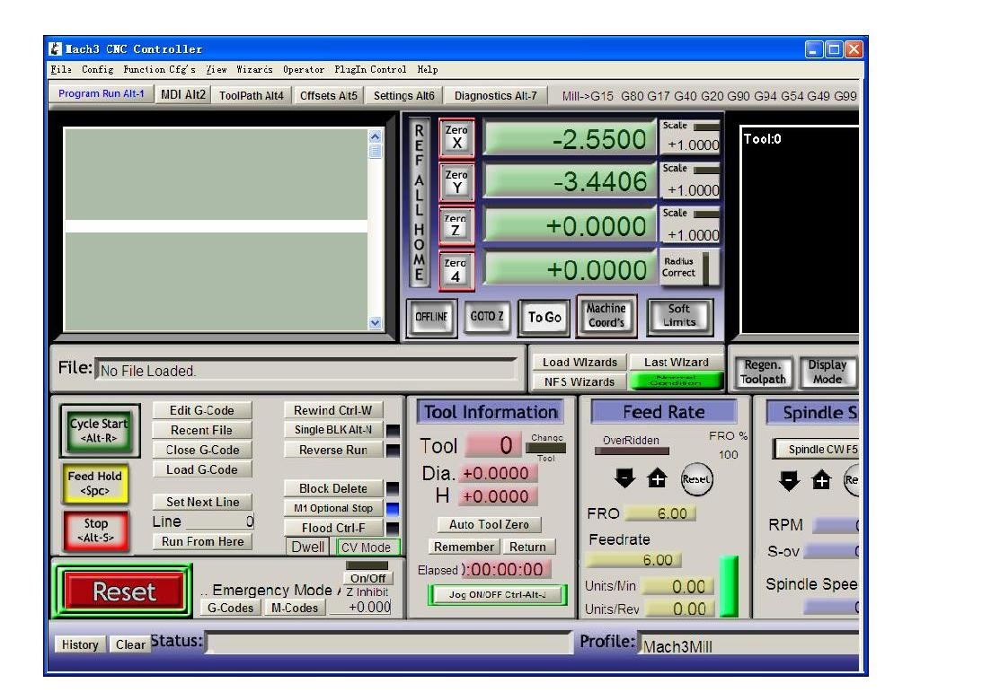 Mach3 CNC Controller
File Config Function Cfg's View Wizards Operator PlugIn Control Help
Program Run Alt-1 MDI Alt2 ToolPath Alt4 Offsets Alt5 Settings Alt6 Diagnostics Alt-7 Mill->G15 G80 G17 G40 G20 G90 G94 G54 G49 G99
REF ALL HOME
Zero X -2.5500 Scale +1.0000
Zero Y -3.4406 Scale +1.0000
Zero Z +0.0000 Scale +1.0000
Zero 4 +0.0000 Radius Correct
OFFLINE GOTO Z To Go Machine Coord's Soft Limits
Tool:0
File: No File Loaded.
Load WIzards Last WIzard
NFS WIzards Normal Condition
Regen. Toolpath Display Mode
Cycle Start <Alt-R>
Feed Hold <Spc>
Stop <Alt-S>
Edit G-Code
Recent File
Close G-Code
Load G-Code
Set Next Line
Line 0
Run From Here
Rewind Ctrl-W
Single BLK Alt-N
Reverse Run
Block Delete
M1 Optional Stop
Flood Ctrl-F
Dwell CV Mode
Reset
.. Emergency Mode
G-Codes M-Codes
On/Off
Z Inhibit
+0.000
Tool Information
Tool 0 Change Tool
Dia. +0.0000
H +0.0000
Auto Tool Zero
Remember Return
Elapsed ):00:00:00
Jog ON/OFF Ctrl-Alt-J
Feed Rate
OverRidden FRO %
100
Reset
FRO 6.00
Feedrate
6.00
Units/Min 0.00
Units/Rev 0.00
Spindle S
Spindle CW F5
Re
RPM
S-ov
Spindle Spee
History Clear Status: Profile: Mach3Mill